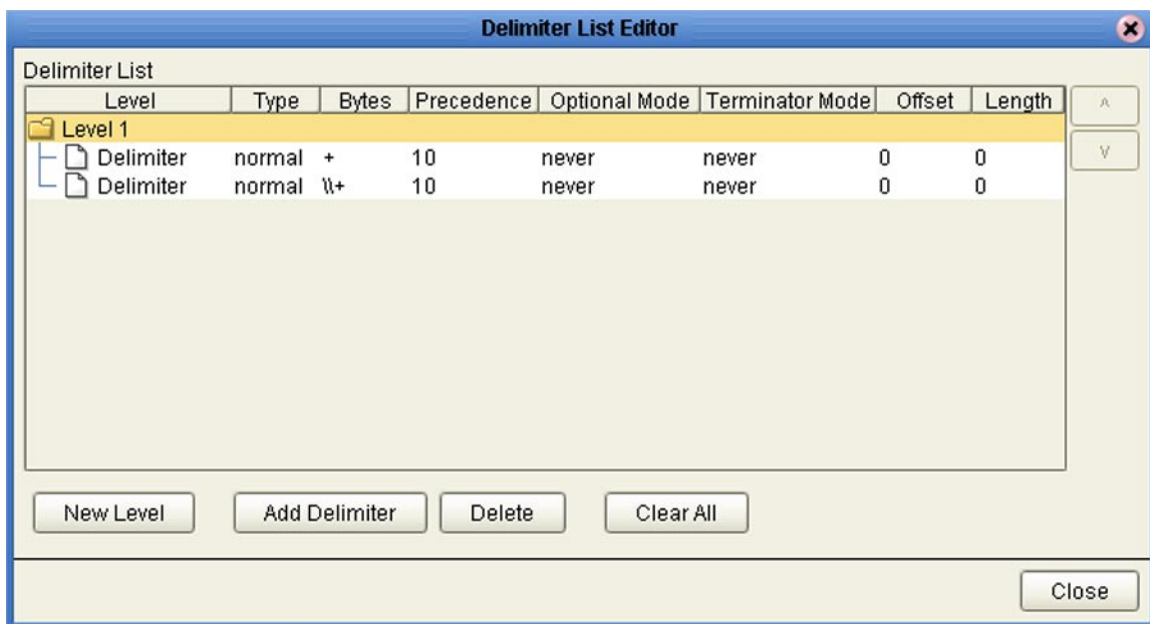 Delimiter List Editor
Delimiter List
Level Type Bytes Precedence Optional Mode Terminator Mode Offset Length
Level 1
Delimiter normal + 10 never never 0 0
Delimiter normal \\+ 10 never never 0 0
New Level Add Delimiter Delete Clear All
Close